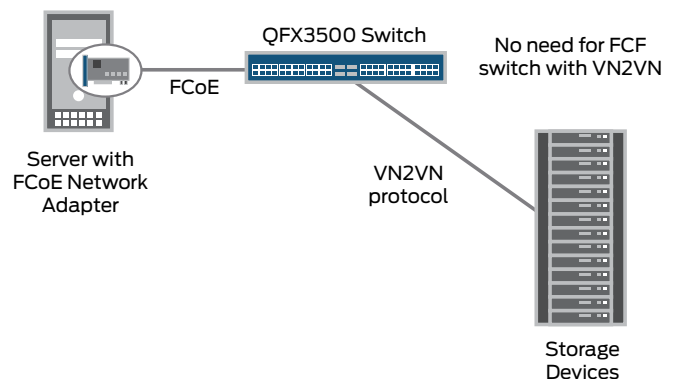 QFX3500 Switch
No need for FCF
switch with VN2VN
FCoE
Server with
FCoE Network
Adapter
VN2VN
protocol
Storage
Devices